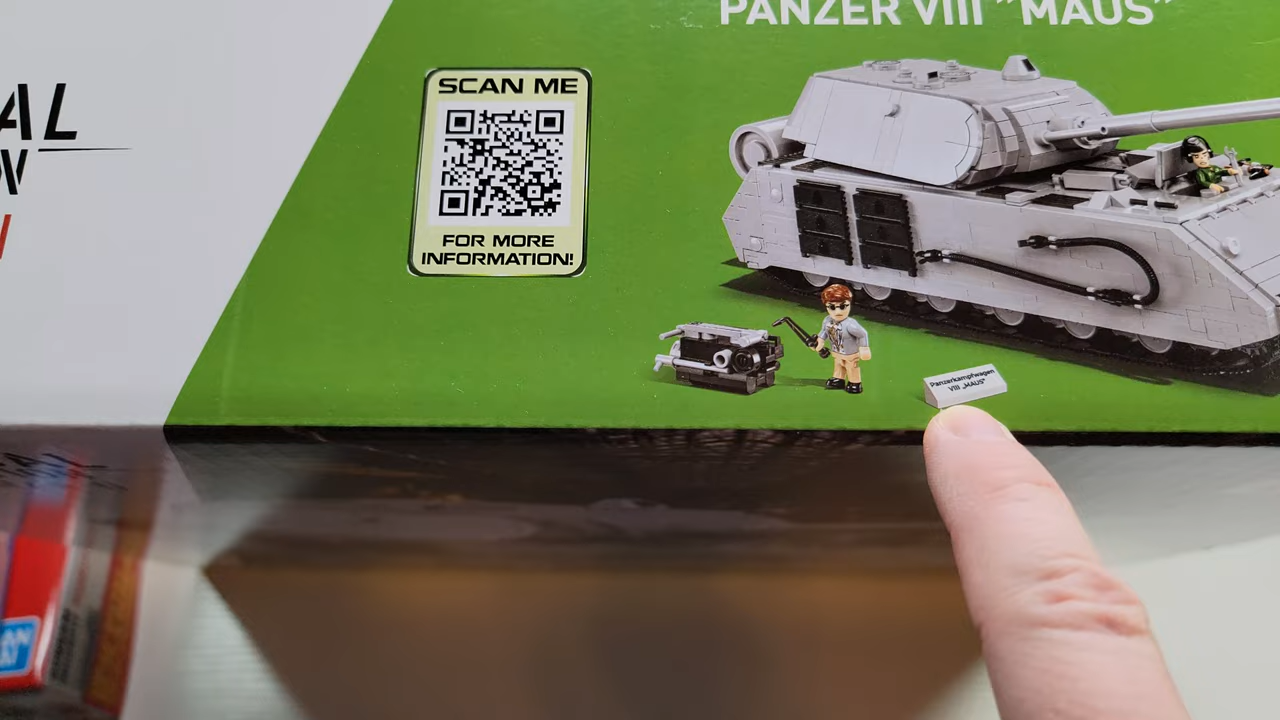 PANZER VIII "MAUS"
SCAN ME
FOR MORE
INFORMATION!
Panzerkampfwagen
VIII „MAUS"